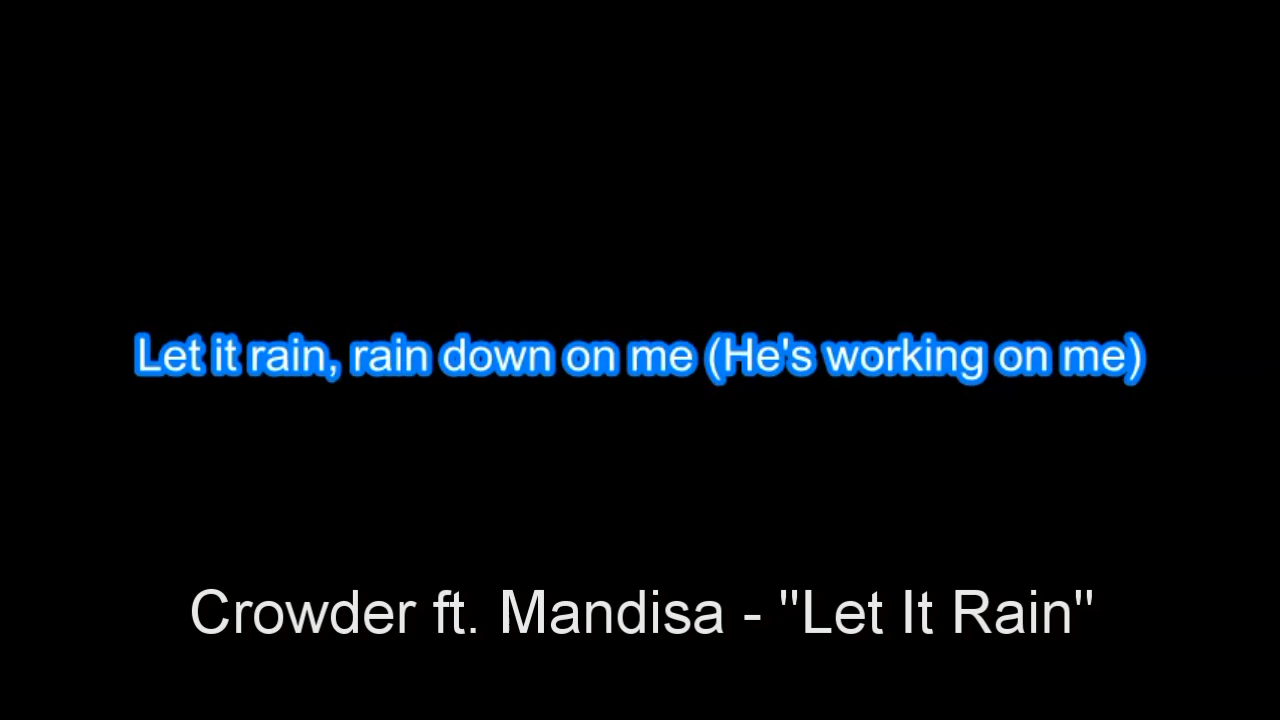 Let it rain, rain down on me (He's working on me)
Crowder ft. Mandisa - "Let It Rain"